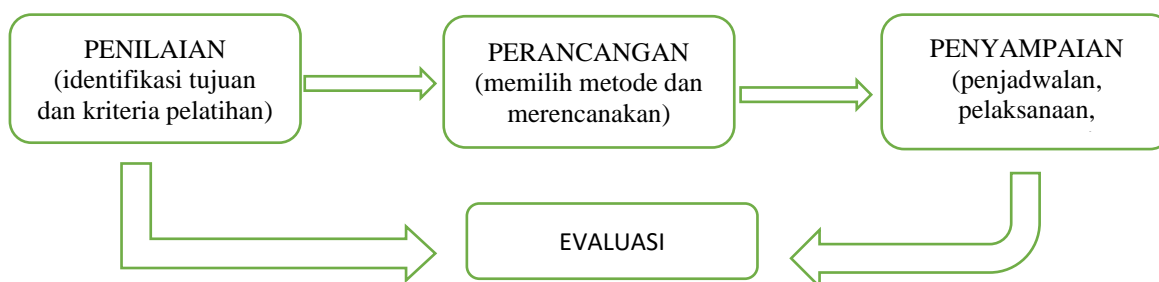 PENILAIAN
(identifikasi tujuan
dan kriteria pelatihan)
PERANCANGAN
(memilih metode dan
merencanakan)
PENYAMPAIAN
(penjadwalan,
pelaksanaan,
EVALUASI